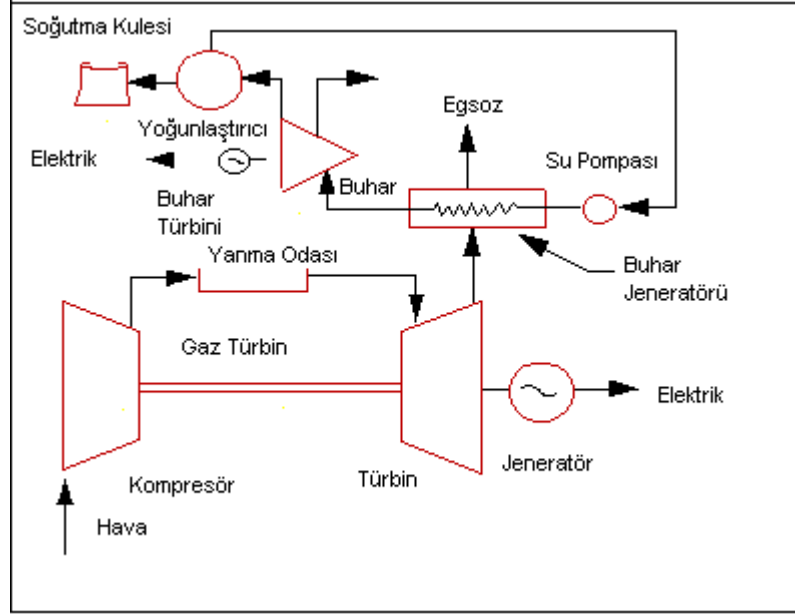 Soğutma Kulesi
Egsoz
Yoğunlaştırıcı
Su Pompası
Elektrik
Buhar
Buhar
Türbini
Yanma Odası
Buhar
Jeneratörü
Gaz Türbin
Elektrik
Jeneratör
Türbin
Kompresör
Hava